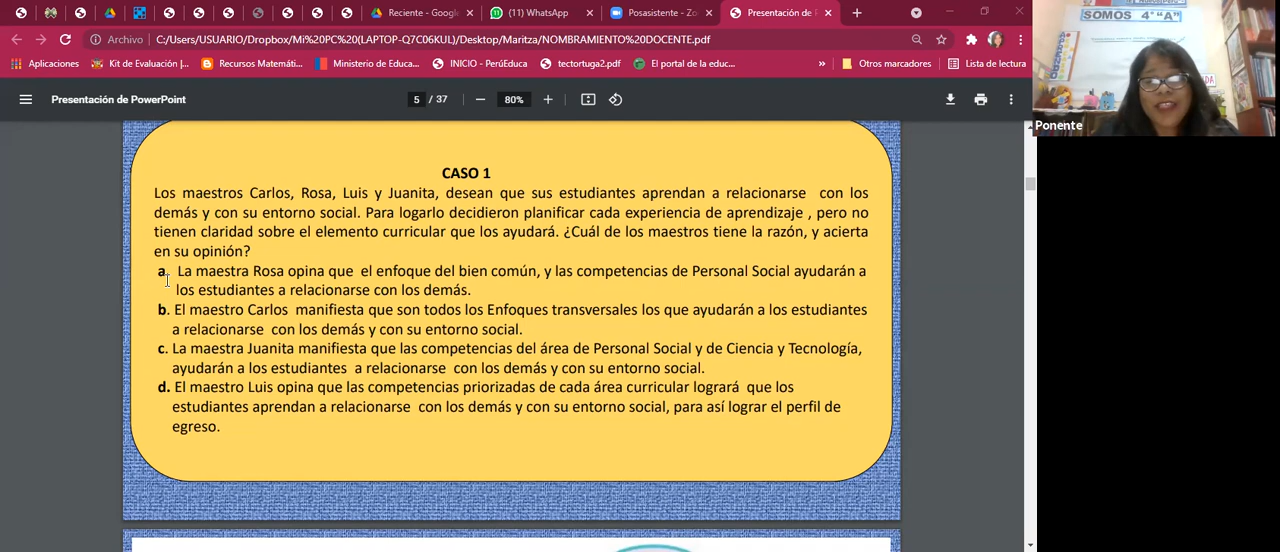 Reciente - Google
(11) WhatsApp
Posasistente - Zo
Presentación de P
Archivo
C:/Users/USUARIO/Dropbox/Mi%20PC%20(LAPTOP-Q7C06KUL)/Desktop/Maritza/NOMBRAMIENTO%20DOCENTE.pdf
Aplicaciones
Kit de Evaluación |...
Recursos Matemáti...
Ministerio de Educa...
INICIO - PerúEduca
tectortuga2.pdf
El portal de la educ...
»
Otros marcadores
Lista de lectura
Presentación de PowerPoint
5 / 37
80%
SOMOS 4° "A"
Ponente
CASO 1
Los maestros Carlos, Rosa, Luis y Juanita, desean que sus estudiantes aprendan a relacionarse con los
demás y con su entorno social. Para lograrlo decidieron planificar cada experiencia de aprendizaje , pero no
tienen claridad sobre el elemento curricular que los ayudará. ¿Cuál de los maestros tiene la razón, y acierta
en su opinión?
a. La maestra Rosa opina que el enfoque del bien común, y las competencias de Personal Social ayudarán a
los estudiantes a relacionarse con los demás.
b. El maestro Carlos manifiesta que son todos los Enfoques transversales los que ayudarán a los estudiantes
a relacionarse con los demás y con su entorno social.
c. La maestra Juanita manifiesta que las competencias del área de Personal Social y de Ciencia y Tecnología,
ayudarán a los estudiantes a relacionarse con los demás y con su entorno social.
d. El maestro Luis opina que las competencias priorizadas de cada área curricular logrará que los
estudiantes aprendan a relacionarse con los demás y con su entorno social, para así lograr el perfil de
egreso.